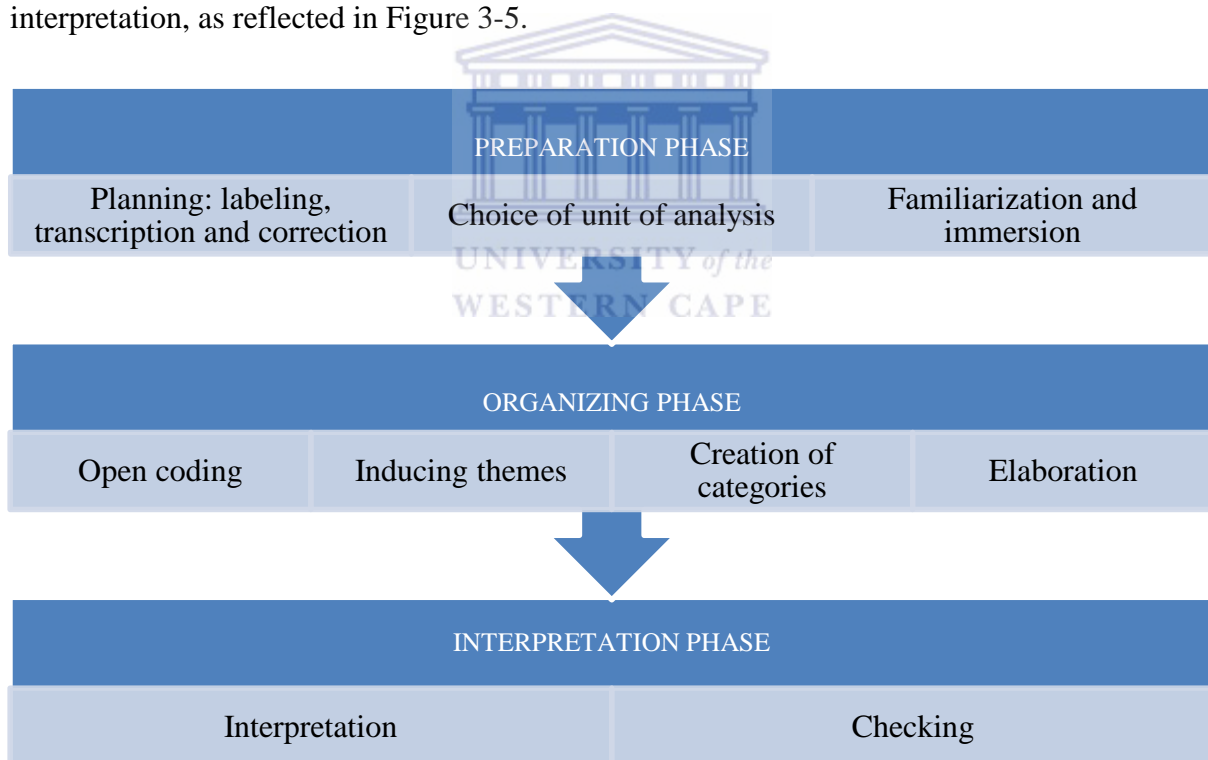 interpretation, as reflected in Figure 3-5.
PREPARATION PHASE
Planning: labeling,
transcription and correction
Choice of unit of analysis
Familiarization and
immersion
UNIVERSITY of the
WESTERN CAPE
ORGANIZING PHASE
Open coding
Inducing themes
Creation of
categories
Elaboration
INTERPRETATION PHASE
Interpretation
Checking